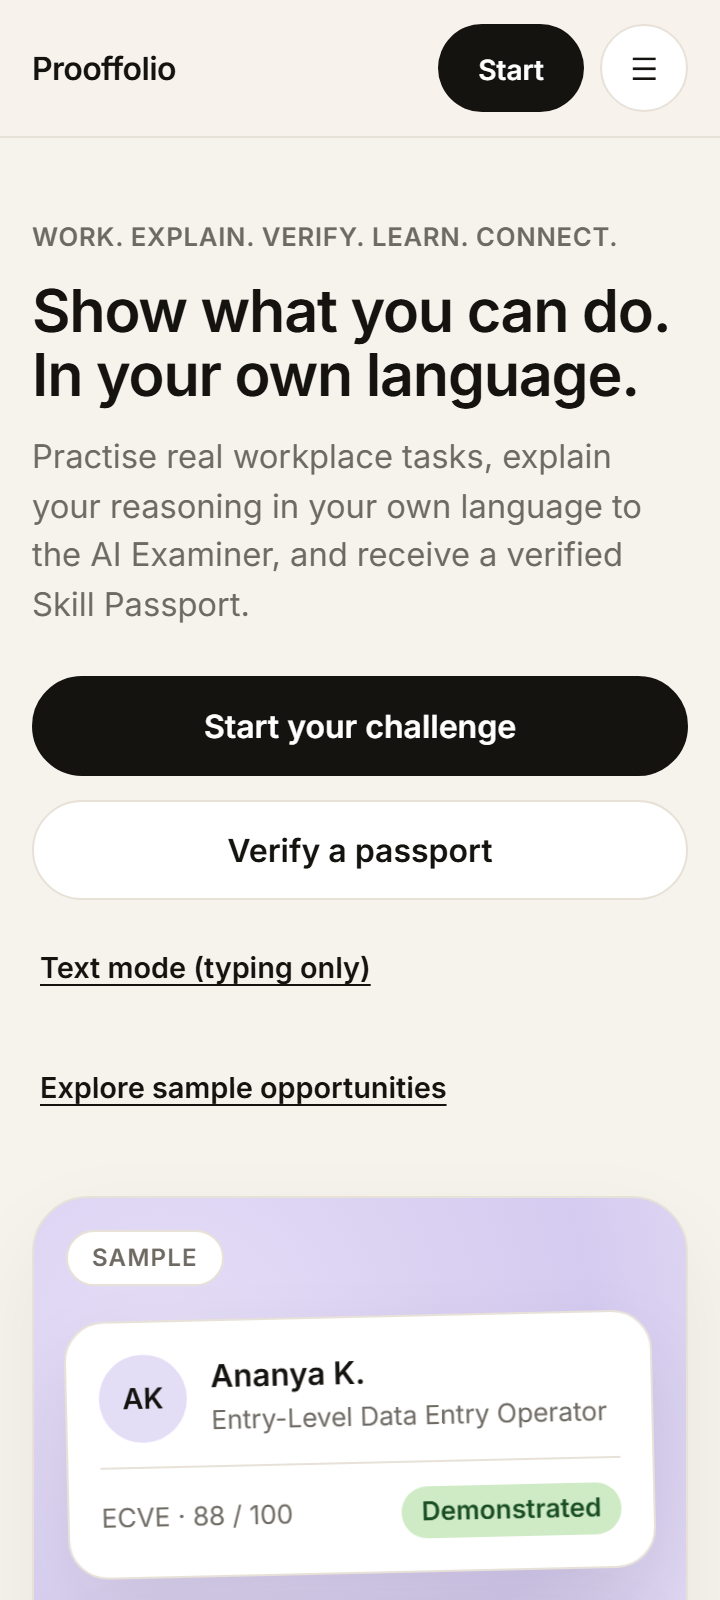 Prooffolio
Start
☰
WORK. EXPLAIN. VERIFY. LEARN. CONNECT.
Show what you can do.
In your own language.
Practise real workplace tasks, explain
your reasoning in your own language to
the AI Examiner, and receive a verified
Skill Passport.
Start your challenge
Verify a passport
Text mode (typing only)
Explore sample opportunities
SAMPLE
AK
Ananya K.
Entry-Level Data Entry Operator
ECVE · 88 / 100
Demonstrated